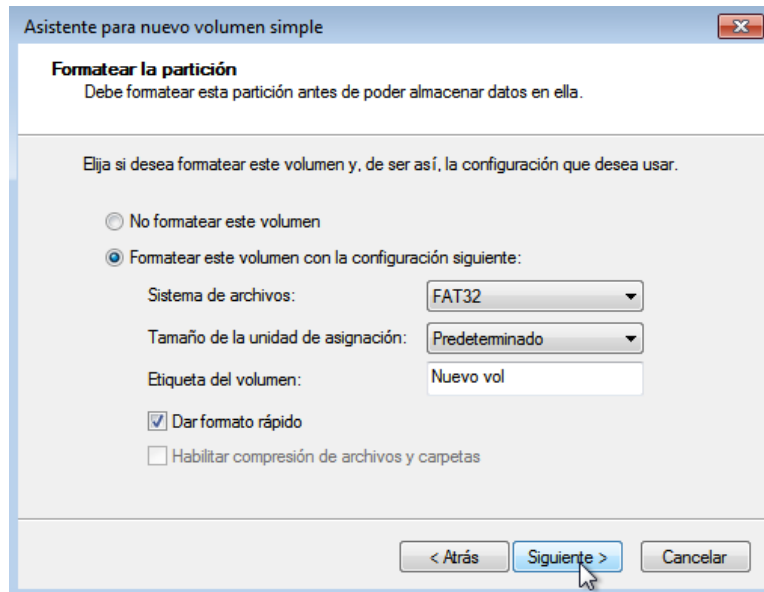 Asistente para nuevo volumen simple
Formatear la partición
Debe formatear esta partición antes de poder almacenar datos en ella.
Elija si desea formatear este volumen y, de ser así, la configuración que desea usar.
No formatear este volumen
Formatear este volumen con la configuración siguiente:
Sistema de archivos: FAT32
Tamaño de la unidad de asignación: Predeterminado
Etiqueta del volumen: Nuevo vol
Dar formato rápido
Habilitar compresión de archivos y carpetas
< Atrás Siguiente > Cancelar